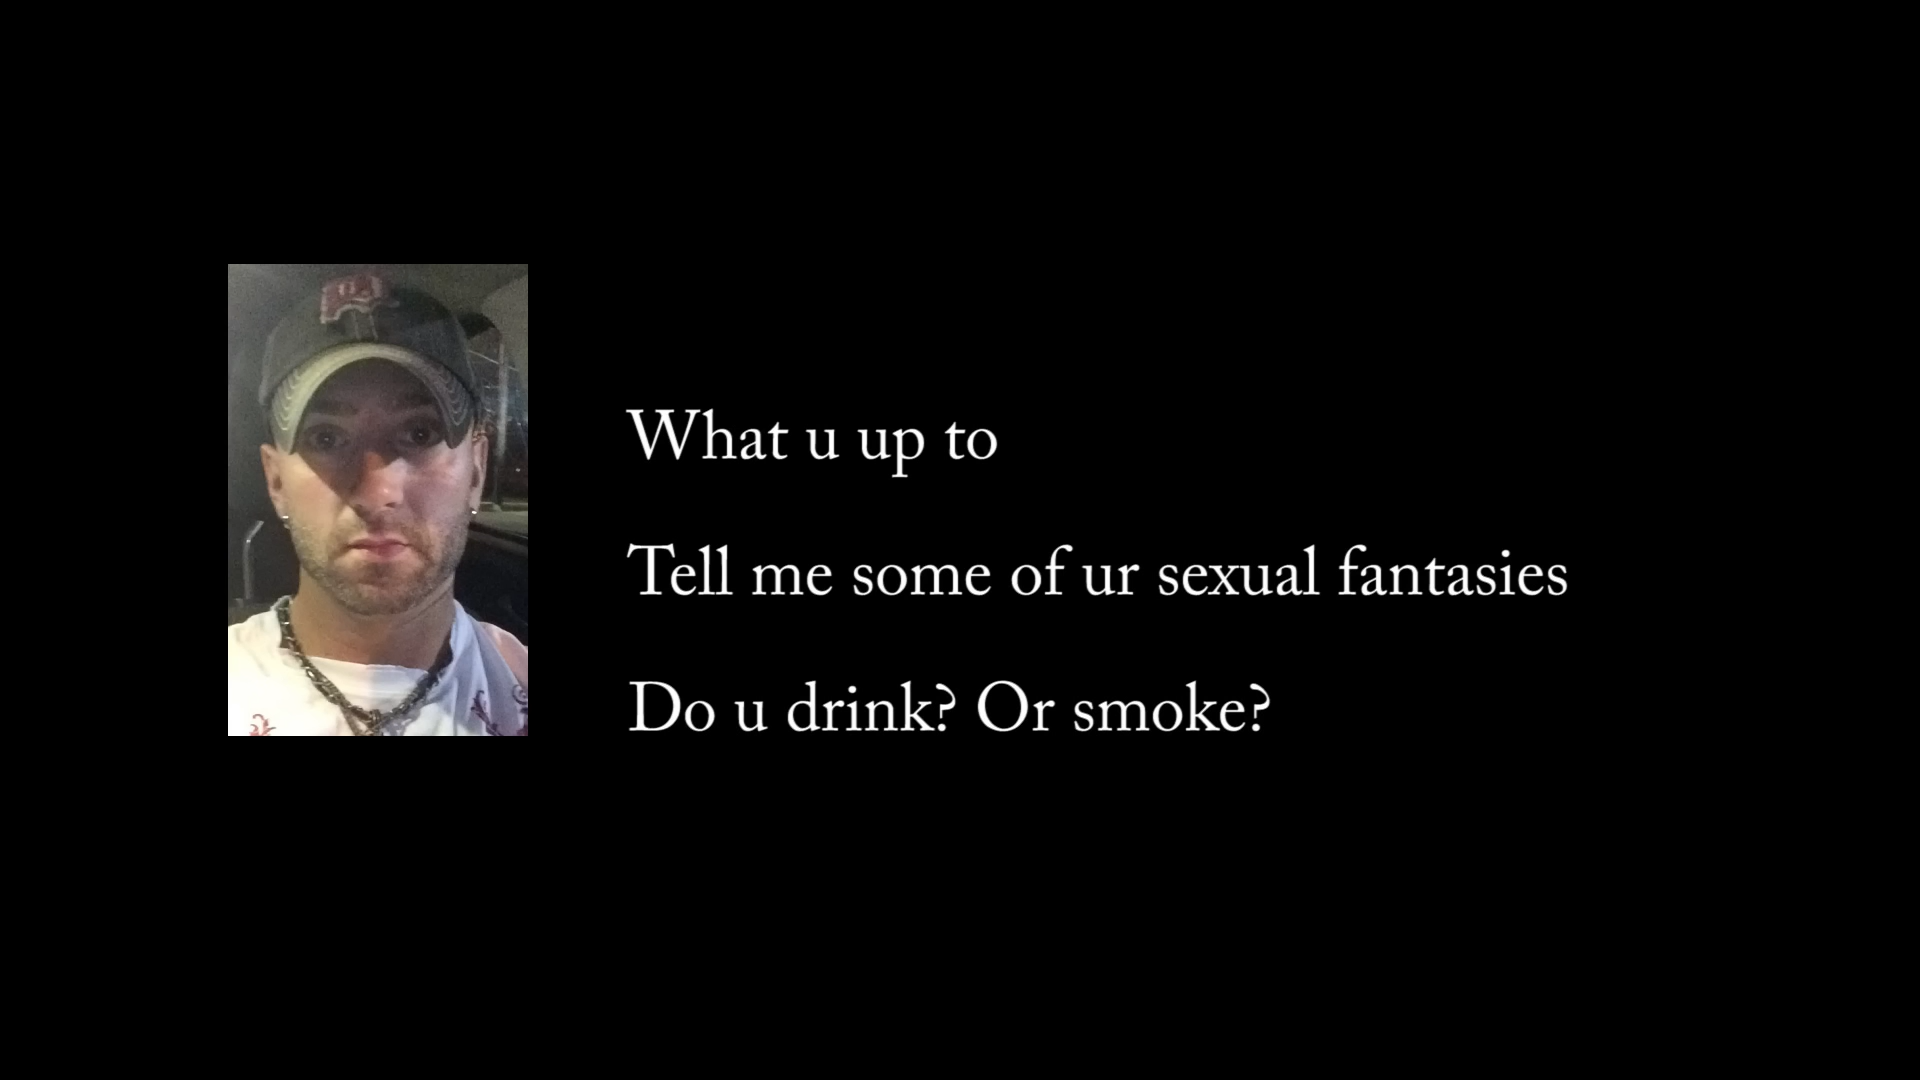 What u up to
Tell me some of ur sexual fantasies
Do u drink? Or smoke?